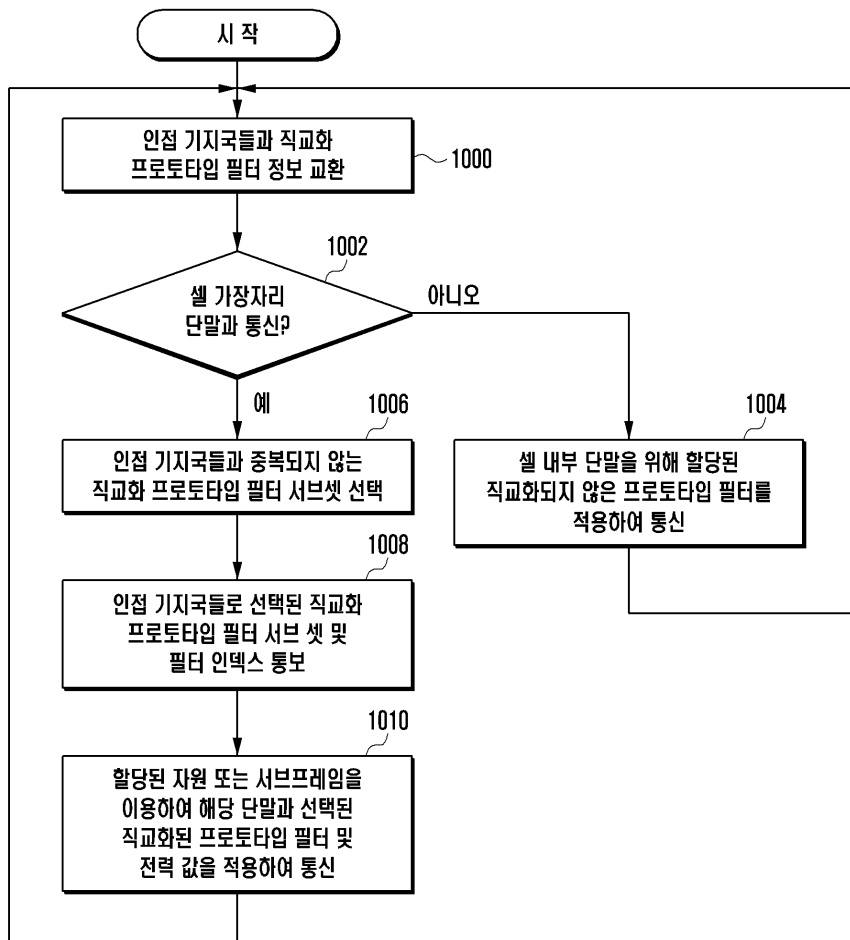 시 작
인접 기지국들과 직교화
프로토타입 필터 정보 교환
1000
1002
셀 가장자리
단말과 통신?
아니오
예
1006
인접 기지국들과 중복되지 않는
직교화 프로토타입 필터 서브셋 선택
1004
셀 내부 단말을 위해 할당된
직교화되지 않은 프로토타입 필터를
적용하여 통신
1008
인접 기지국들로 선택된 직교화
프로토타입 필터 서브 셋 및
필터 인덱스 통보
1010
할당된 자원 또는 서브프레임을
이용하여 해당 단말과 선택된
직교화된 프로토타입 필터 및
전력 값을 적용하여 통신